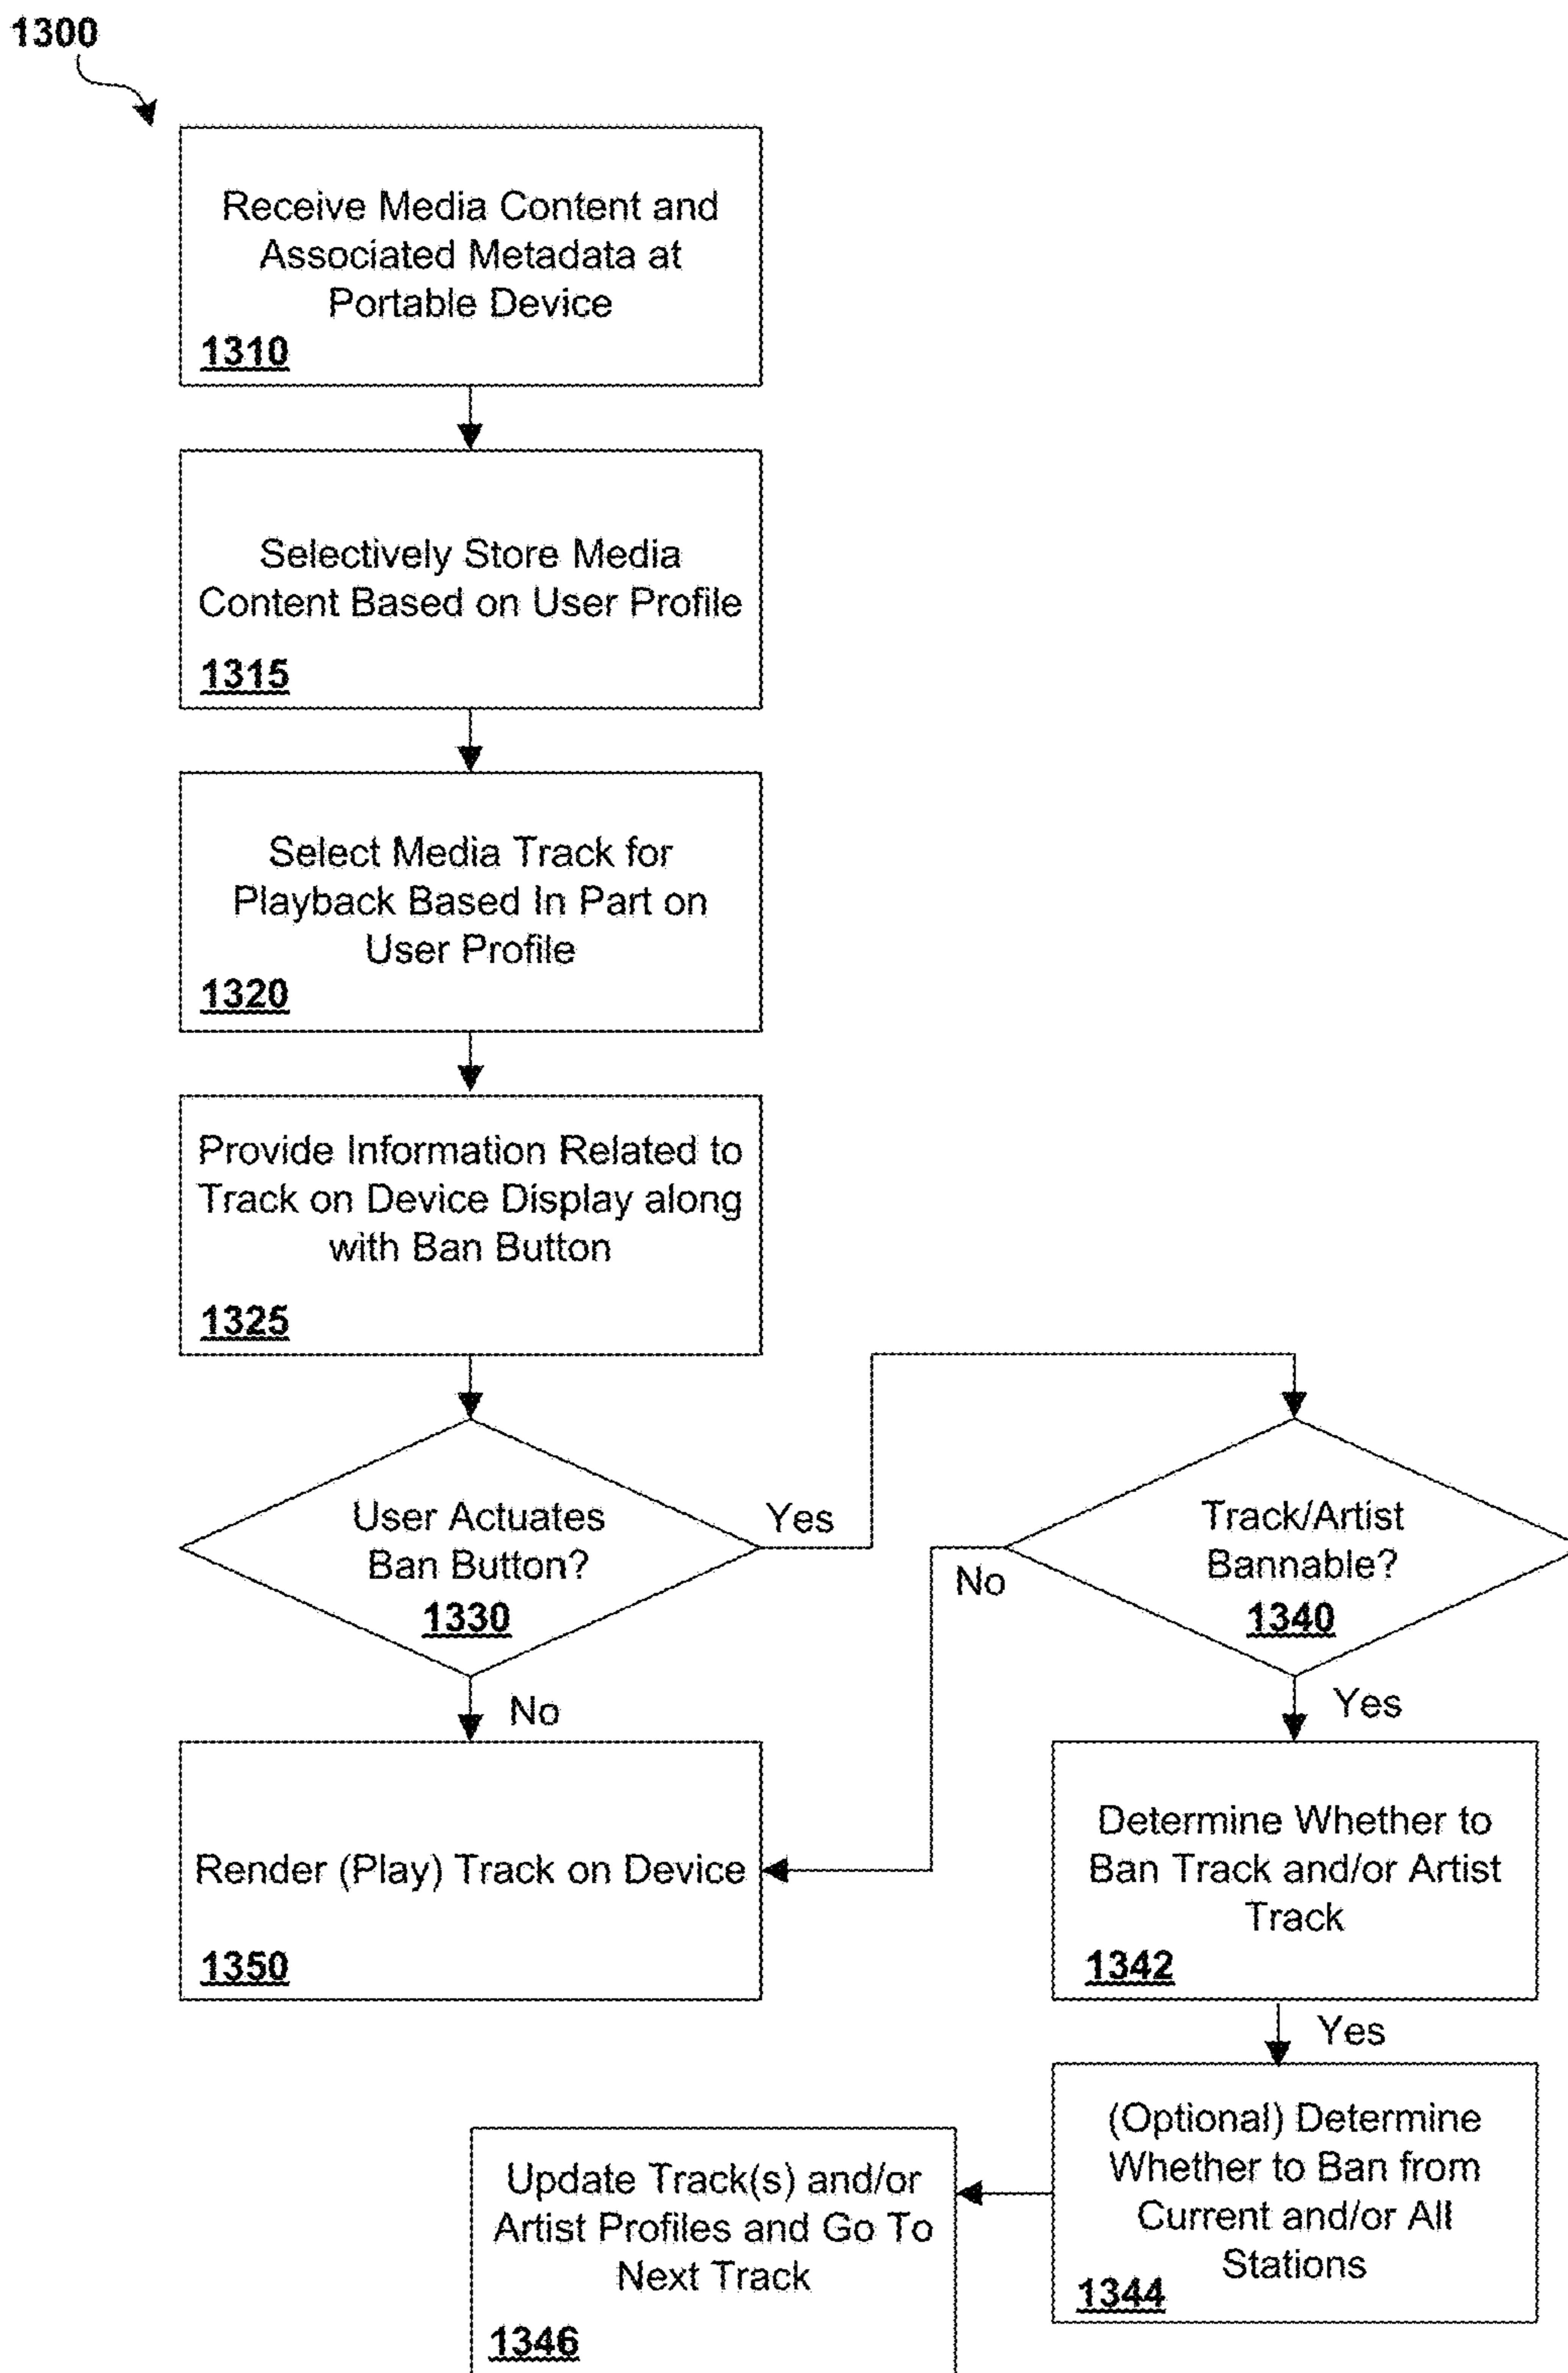 1300
Receive Media Content and
Associated Metadata at
Portable Device
1310
Selectively Store Media
Content Based on User Profile
1315
Select Media Track for
Playback Based In Part on
User Profile
1320
Provide Information Related to
Track on Device Display along
with Ban Button
1325
User Actuates
Ban Button?
1330
Yes
No
Track/Artist
Bannable?
1340
No
Yes
Render (Play) Track on Device
1350
Determine Whether to
Ban Track and/or Artist
Track
1342
Yes
(Optional) Determine
Whether to Ban from
Current and/or All
Stations
1344
Update Track(s) and/or
Artist Profiles and Go To
Next Track
1346